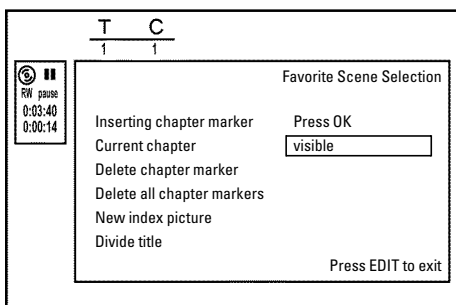 T C
1 1
RW pause
0:03:40
0:00:14
Favorite Scene Selection
Inserting chapter marker Press OK
Current chapter visible
Delete chapter marker
Delete all chapter markers
New index picture
Divide title
Press EDIT to exit